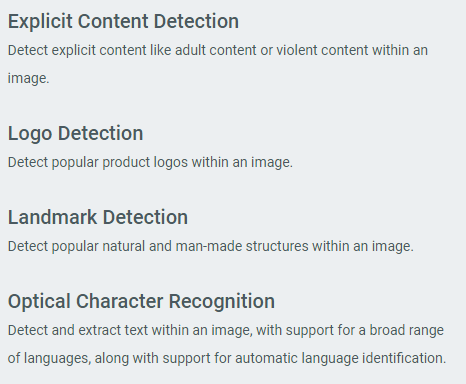 Explicit Content Detection
Detect explicit content like adult content or violent content within an
image.
Logo Detection
Detect popular product logos within an image.
Landmark Detection
Detect popular natural and man-made structures within an image.
Optical Character Recognition
Detect and extract text within an image, with support for a broad range
of languages, along with support for automatic language identification.